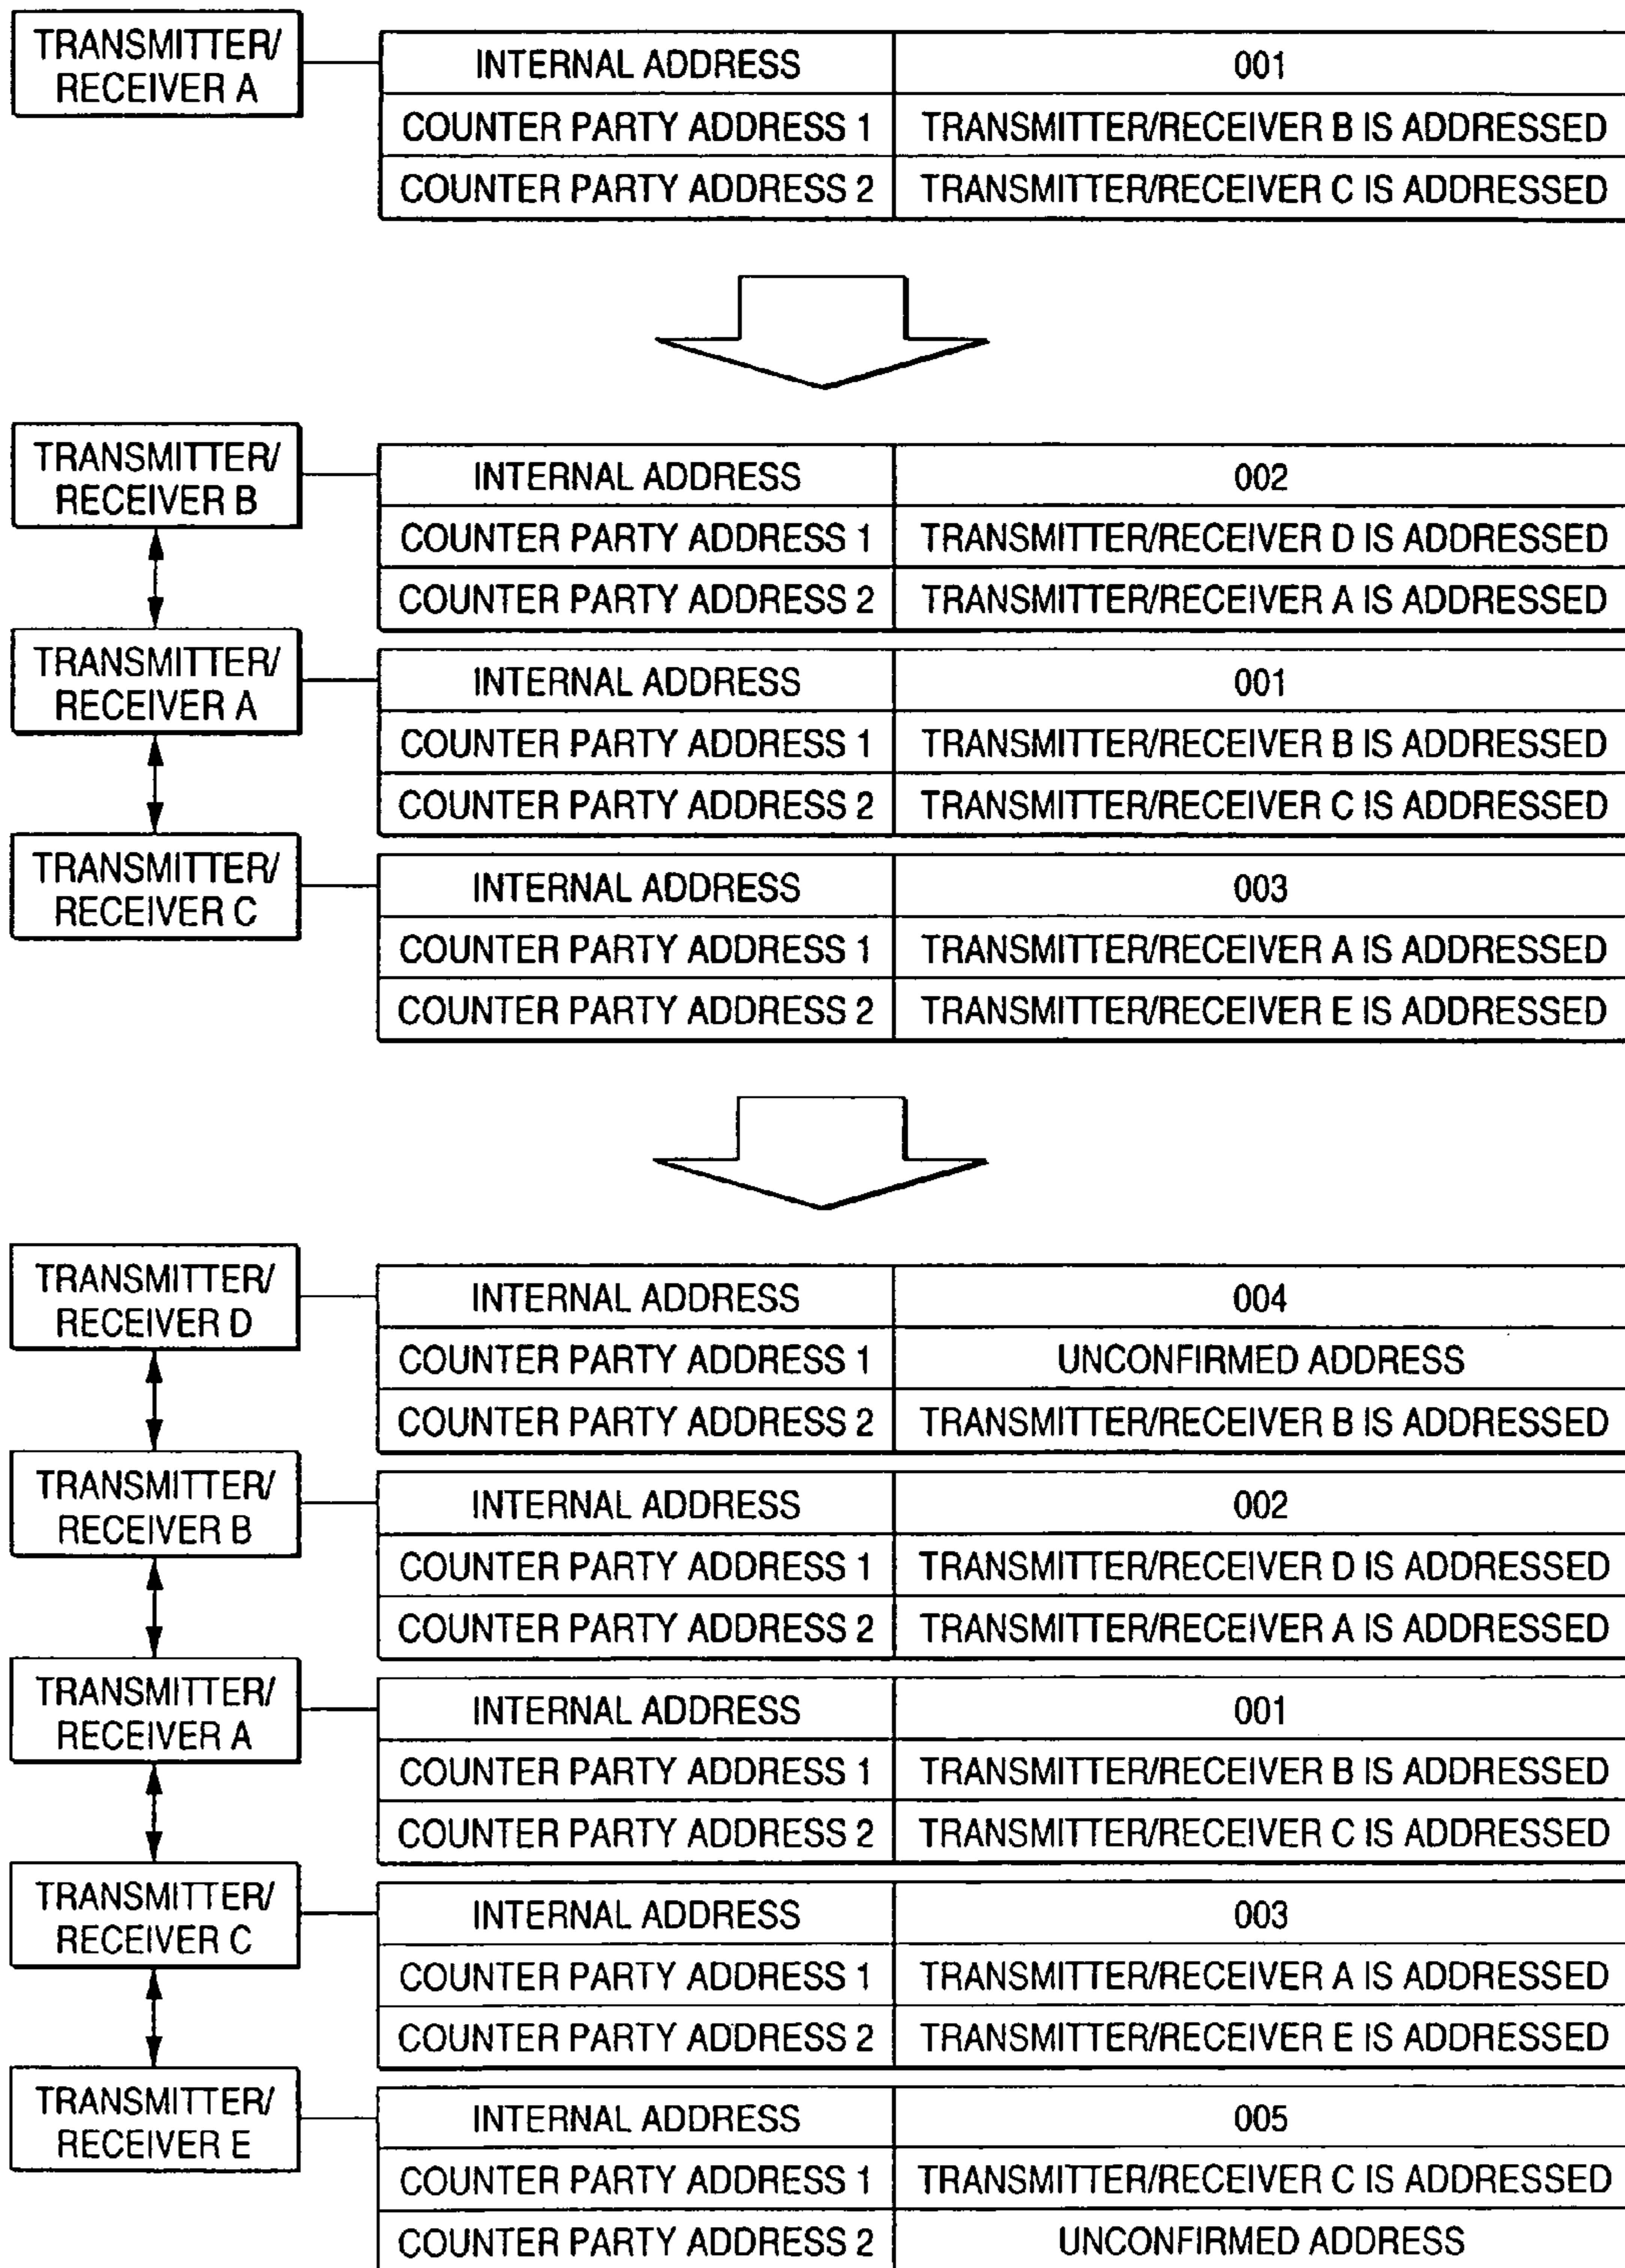 TRANSMITTER/
RECEIVER A
INTERNAL ADDRESS 001
COUNTER PARTY ADDRESS 1 TRANSMITTER/RECEIVER B IS ADDRESSED
COUNTER PARTY ADDRESS 2 TRANSMITTER/RECEIVER C IS ADDRESSED
TRANSMITTER/
RECEIVER B
INTERNAL ADDRESS 002
COUNTER PARTY ADDRESS 1 TRANSMITTER/RECEIVER D IS ADDRESSED
COUNTER PARTY ADDRESS 2 TRANSMITTER/RECEIVER A IS ADDRESSED
TRANSMITTER/
RECEIVER A
INTERNAL ADDRESS 001
COUNTER PARTY ADDRESS 1 TRANSMITTER/RECEIVER B IS ADDRESSED
COUNTER PARTY ADDRESS 2 TRANSMITTER/RECEIVER C IS ADDRESSED
TRANSMITTER/
RECEIVER C
INTERNAL ADDRESS 003
COUNTER PARTY ADDRESS 1 TRANSMITTER/RECEIVER A IS ADDRESSED
COUNTER PARTY ADDRESS 2 TRANSMITTER/RECEIVER E IS ADDRESSED
TRANSMITTER/
RECEIVER D
INTERNAL ADDRESS 004
COUNTER PARTY ADDRESS 1 UNCONFIRMED ADDRESS
COUNTER PARTY ADDRESS 2 TRANSMITTER/RECEIVER B IS ADDRESSED
TRANSMITTER/
RECEIVER B
INTERNAL ADDRESS 002
COUNTER PARTY ADDRESS 1 TRANSMITTER/RECEIVER D IS ADDRESSED
COUNTER PARTY ADDRESS 2 TRANSMITTER/RECEIVER A IS ADDRESSED
TRANSMITTER/
RECEIVER A
INTERNAL ADDRESS 001
COUNTER PARTY ADDRESS 1 TRANSMITTER/RECEIVER B IS ADDRESSED
COUNTER PARTY ADDRESS 2 TRANSMITTER/RECEIVER C IS ADDRESSED
TRANSMITTER/
RECEIVER C
INTERNAL ADDRESS 003
COUNTER PARTY ADDRESS 1 TRANSMITTER/RECEIVER A IS ADDRESSED
COUNTER PARTY ADDRESS 2 TRANSMITTER/RECEIVER E IS ADDRESSED
TRANSMITTER/
RECEIVER E
INTERNAL ADDRESS 005
COUNTER PARTY ADDRESS 1 TRANSMITTER/RECEIVER C IS ADDRESSED
COUNTER PARTY ADDRESS 2 UNCONFIRMED ADDRESS